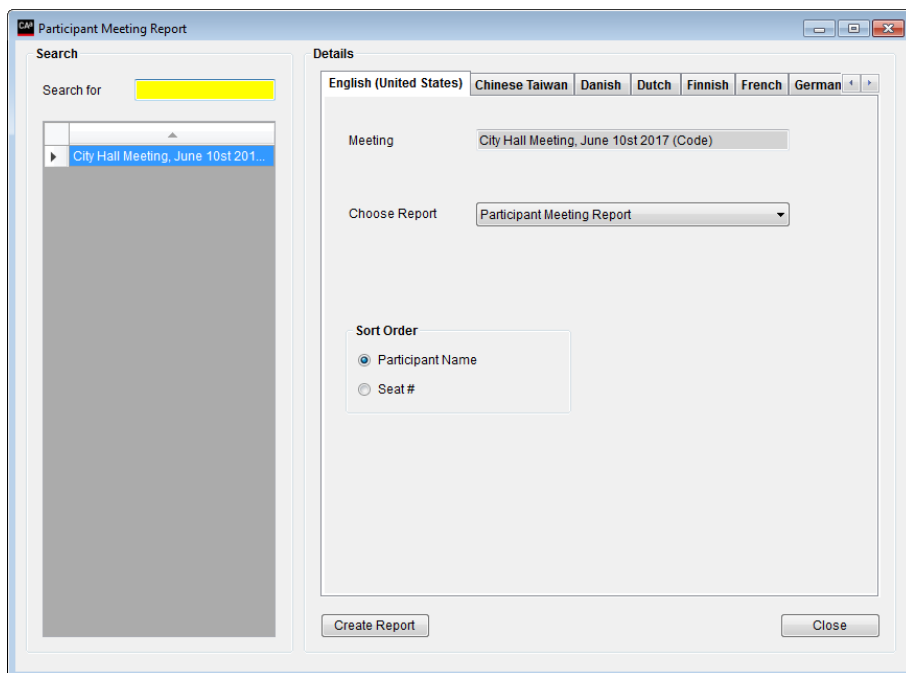 CA³ Participant Meeting Report
Search
Search for
City Hall Meeting, June 10st 201...
Details
English (United States) Chinese Taiwan Danish Dutch Finnish French German
Meeting City Hall Meeting, June 10st 2017 (Code)
Choose Report Participant Meeting Report
Sort Order
Participant Name
Seat #
Create Report Close